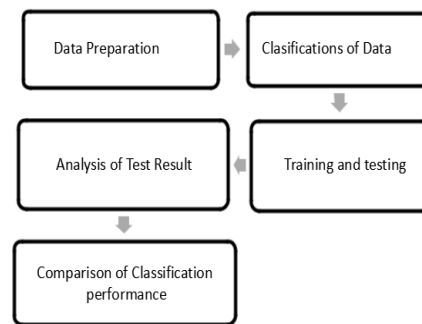 Data Preparation
Clasifications of Data
Training and testing
Analysis of Test Result
Comparison of Classification
performance